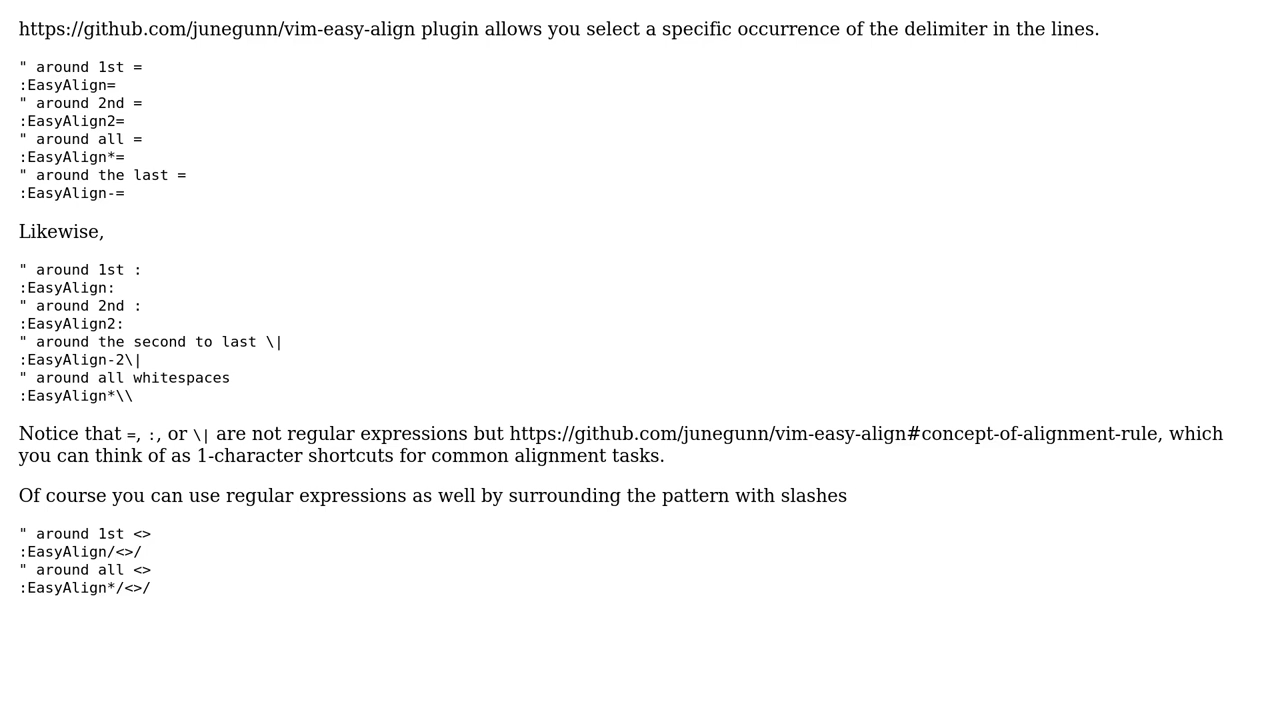 https://github.com/junegunn/vim-easy-align plugin allows you select a specific occurrence of the delimiter in the lines.
" around 1st =
:EasyAlign=
" around 2nd =
:EasyAlign2=
" around all =
:EasyAlign*=
" around the last =
:EasyAlign-=
Likewise,
" around 1st :
:EasyAlign:
" around 2nd :
:EasyAlign2:
" around the second to last \|
:EasyAlign-2\|
" around all whitespaces
:EasyAlign*\\
Notice that =, :, or \| are not regular expressions but https://github.com/junegunn/vim-easy-align#concept-of-alignment-rule, which
you can think of as 1-character shortcuts for common alignment tasks.
Of course you can use regular expressions as well by surrounding the pattern with slashes
" around 1st <>
:EasyAlign/<>/
" around all <>
:EasyAlign*/<>/